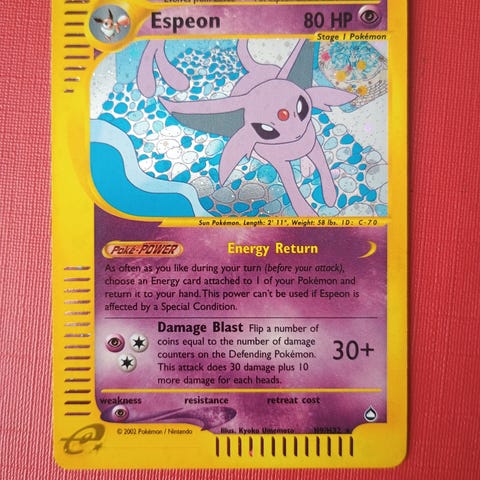 Espeon 80 HP
Stage 1 Pokémon
Sun Pokémon. Length: 2' 11", Weight: 58 lbs. ID: C-70
Poké-POWER Energy Return
As often as you like during your turn (before your attack),
choose an Energy card attached to 1 of your Pokémon and
return it to your hand. This power can't be used if Espeon is
affected by a Special Condition.
Damage Blast Flip a number of
coins equal to the number of damage
counters on the Defending Pokémon.
This attack does 30 damage plus 10
more damage for each heads.
30+
weakness resistance retreat cost
e
© 2002 Pokémon / Nintendo Illus. Kyoko Umemoto H9/H32